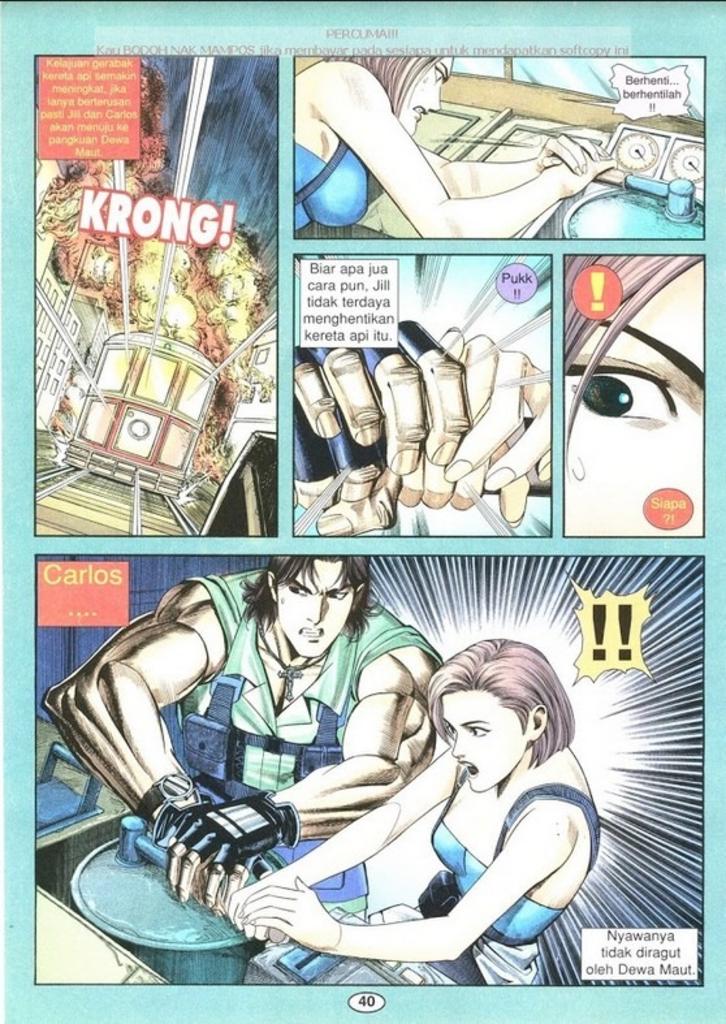 PERCUMA!!!
Kau BODOH NAK MAMPOS jika membayar pada sesiapa untuk mendapatkan softcopy ini
Kelajuan gerabak
kereta api semakin
meningkat, jika
ianya berterusan
pasti Jill dan Carlos
akan menuju ke
pangkuan Dewa
Maut.
KRONG!
Berhenti...
berhentilah
!!
Biar apa jua
cara pun, Jill
tidak terdaya
menghentikan
kereta api itu.
Pukk
!!
!
Siapa
?!
Carlos
....
!!
Nyawanya
tidak diragut
oleh Dewa Maut.
40